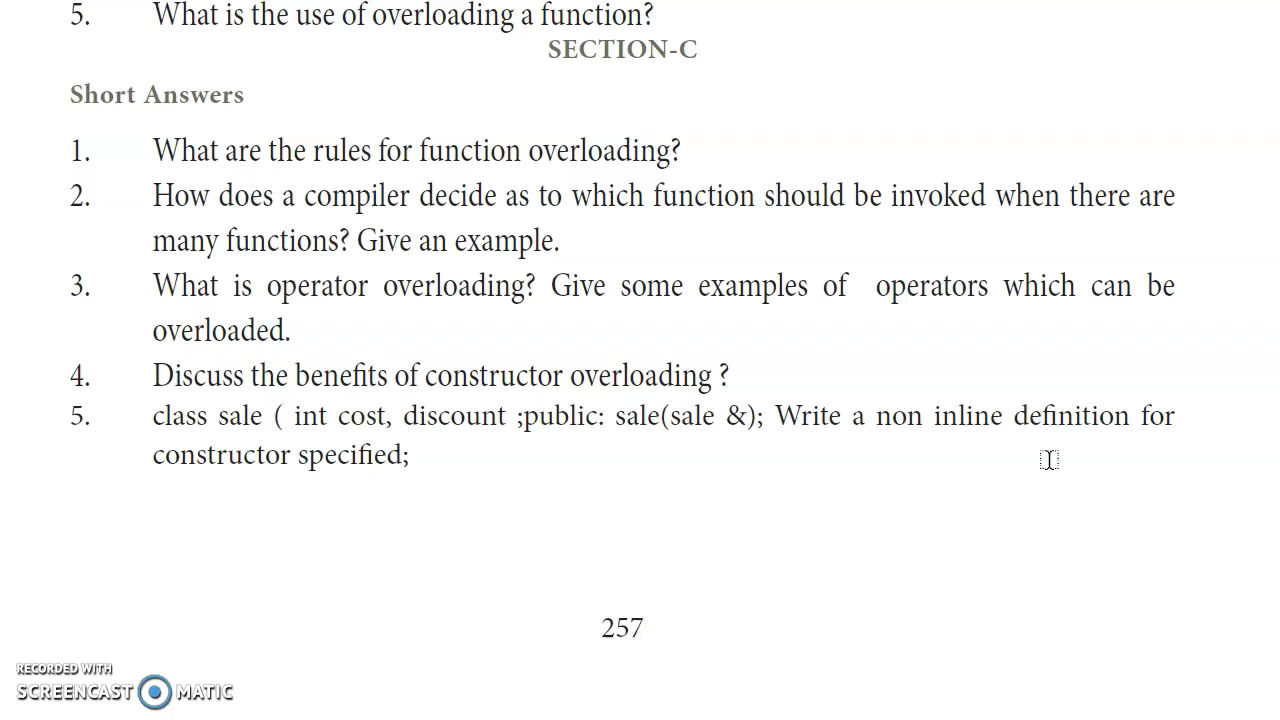 5. What is the use of overloading a function?
SECTION-C
Short Answers
1. What are the rules for function overloading?
2. How does a compiler decide as to which function should be invoked when there are
many functions? Give an example.
3. What is operator overloading? Give some examples of operators which can be
overloaded.
4. Discuss the benefits of constructor overloading ?
5. class sale ( int cost, discount ;public: sale(sale &); Write a non inline definition for
constructor specified;
257
RECORDED WITH
SCREENCAST MATIC